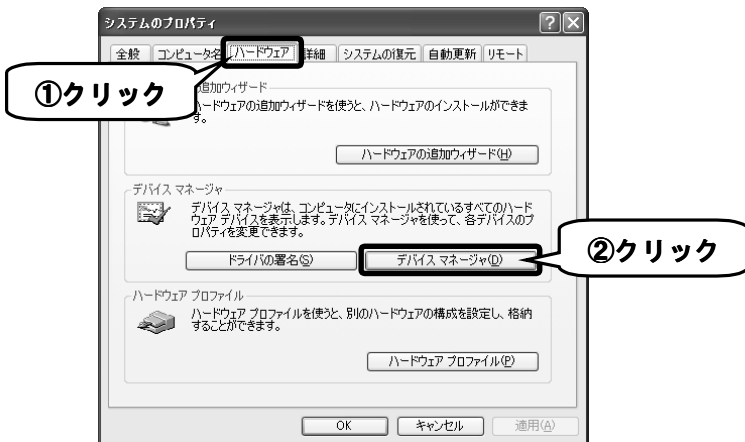 システムのプロパティ
全般 コンピュータ名 ハードウェア 詳細 システムの復元 自動更新 リモート
①クリック
追加ウィザード
ハードウェアの追加ウィザードを使うと、ハードウェアのインストールができま
す。
ハードウェアの追加ウィザード(H)
デバイス マネージャ
デバイス マネージャは、コンピュータにインストールされているすべてのハード
ウェア デバイスを表示します。デバイス マネージャを使って、各デバイスのプ
ロパティを変更できます。
ドライバの署名(S) デバイス マネージャ(D)
②クリック
ハードウェア プロファイル
ハードウェア プロファイルを使うと、別のハードウェアの構成を設定し、格納
することができます。
ハードウェア プロファイル(P)
OK キャンセル 適用(A)